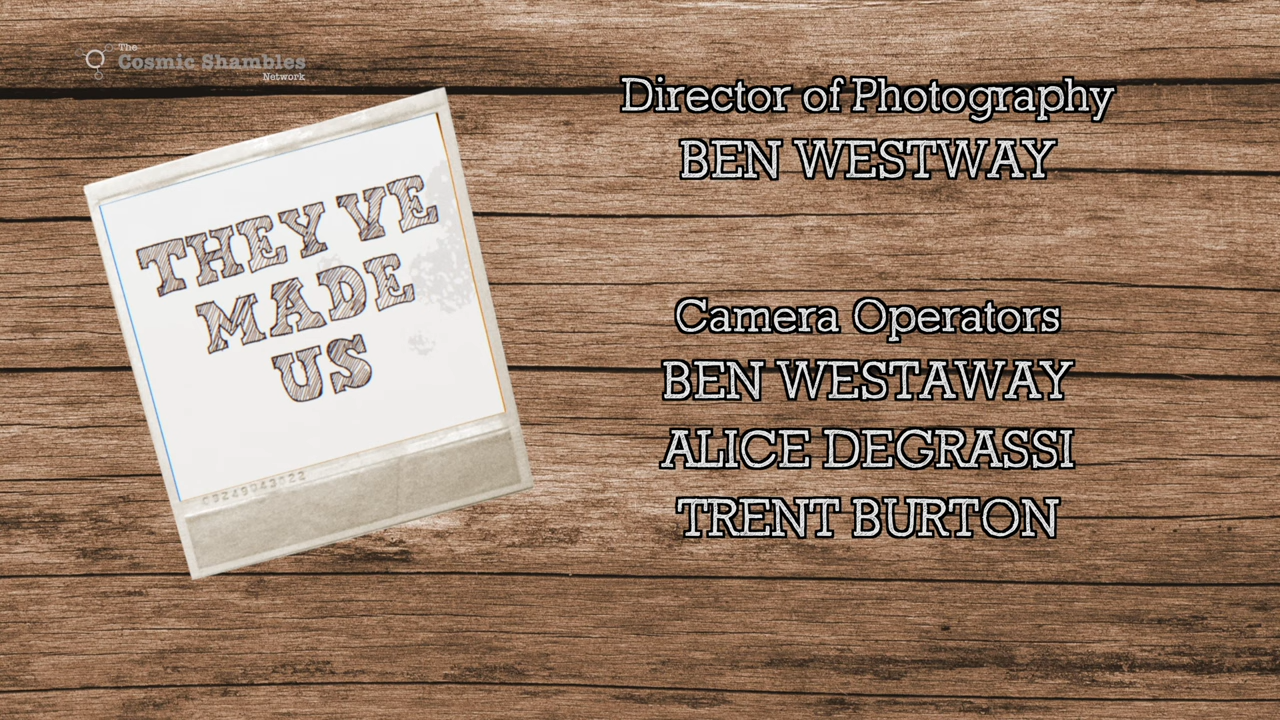 The
Cosmic Shambles
Network
THEY VE
MADE
US
Director of Photography
BEN WESTWAY
Camera Operators
BEN WESTAWAY
ALICE DEGRASSI
TRENT BURTON